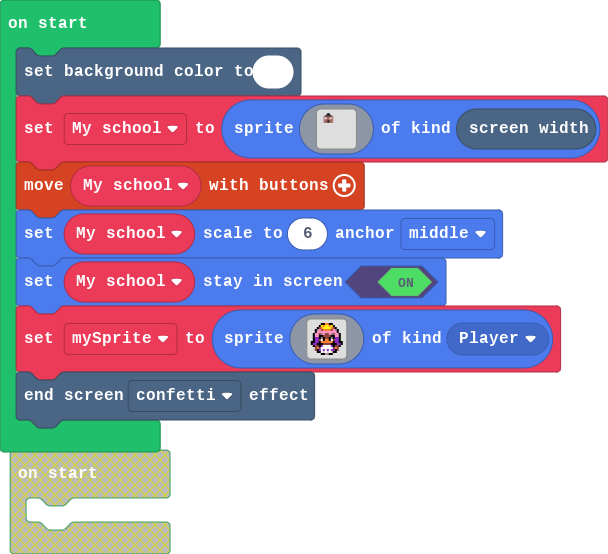 on start
set background color to
set My school to sprite of kind screen width
move My school with buttons
set My school scale to 6 anchor middle
set My school stay in screen ON
set mySprite to sprite of kind Player
end screen confetti effect
on start